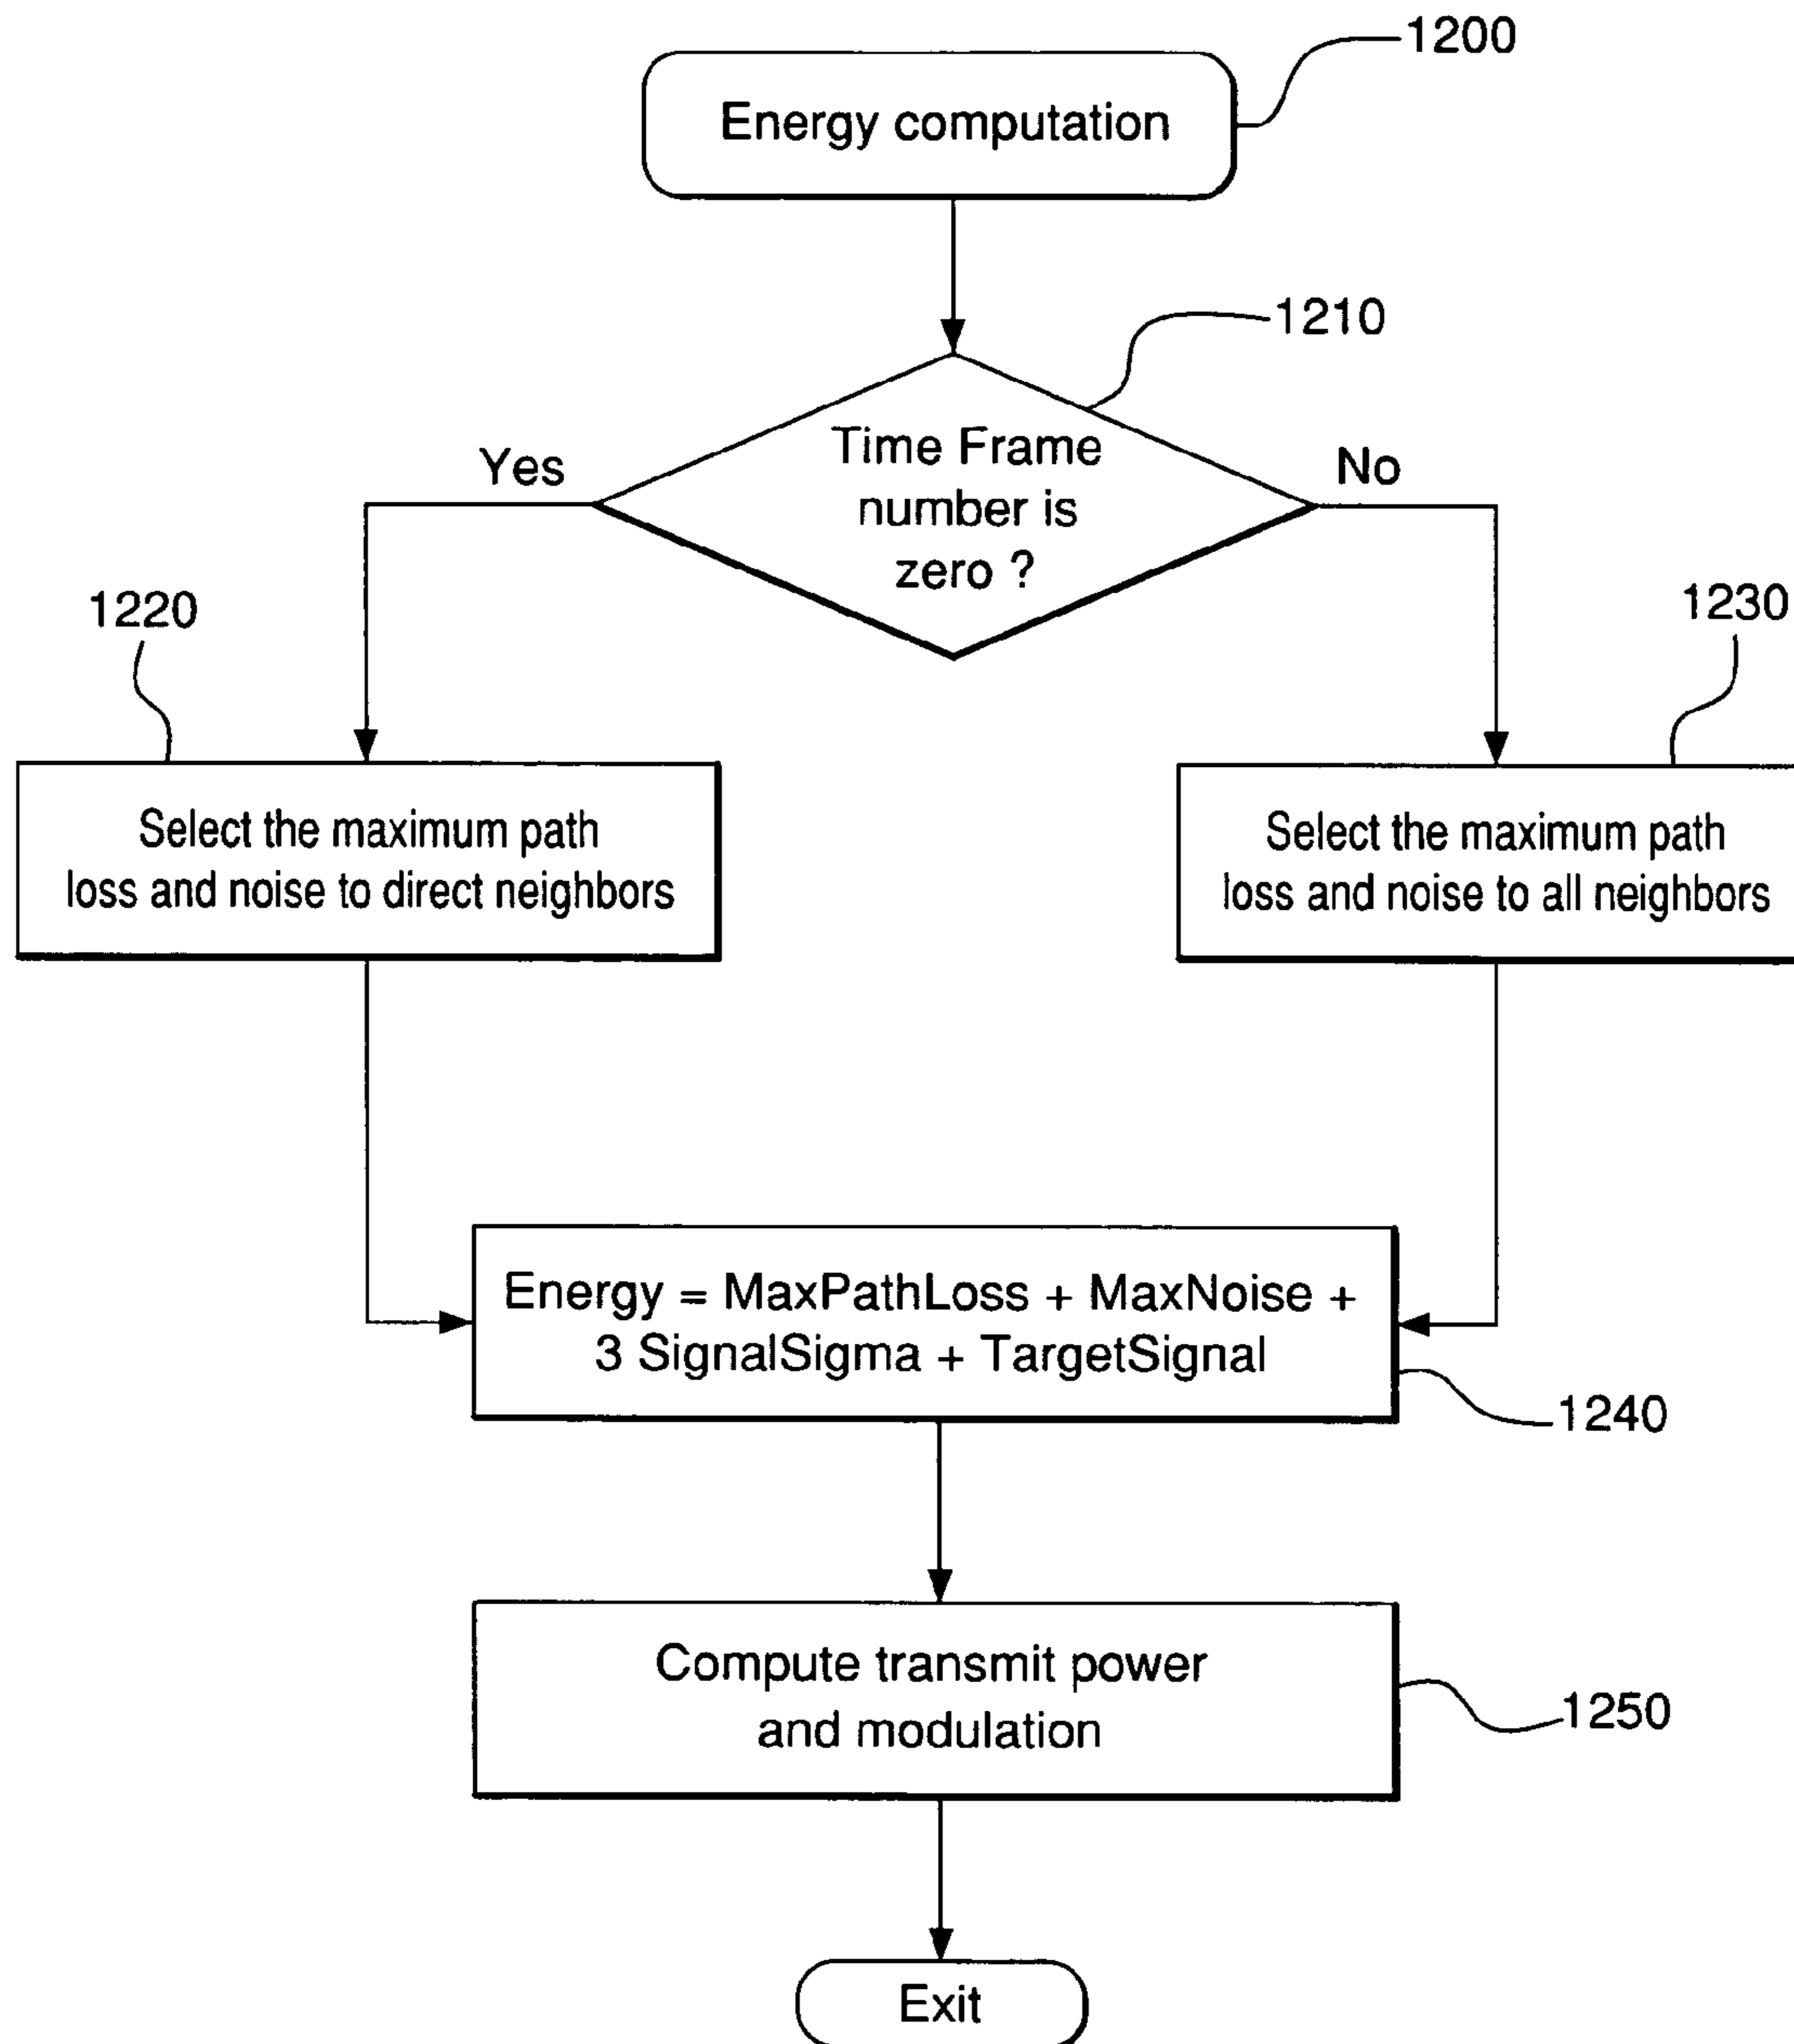 1200
Energy computation
1210
Time Frame
number is
zero ?
Yes
No
1220
1230
Select the maximum path
loss and noise to direct neighbors
Select the maximum path
loss and noise to all neighbors
Energy = MaxPathLoss + MaxNoise +
3 SignalSigma + TargetSignal
1240
Compute transmit power
and modulation
1250
Exit